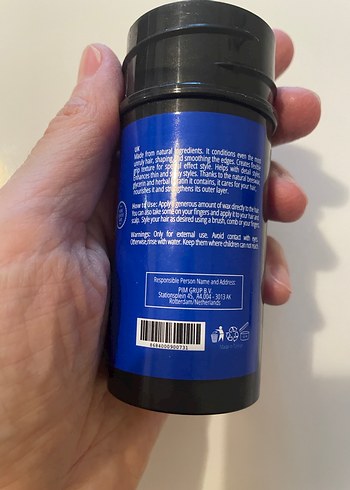 UK
Made from natural ingredients. It conditions even the most
unruly hair, shaping and smoothing the edges. Creates flexible
grip texture for special effect style. Helps with detail styling.
Enhances thin and styles. Thanks to the natural beeswax,
glycerin and herbal keratin it contains, it cares for your hair,
nourishes it and strengthens its outer layer.
How to Use: Apply generous amount of wax directly to the hair.
You can also take some on your fingers and apply it to your hair and
scalp. Style your hair as desired using a brush, comb or your fingers.
Warnings: Only for external use. Avoid contact with eyes.
Otherwise, rinse with water. Keep them where children can not reach.
Responsible Person Name and Address:
PIM GRUP B.V.
Stationsplein 45, A4.004 - 3013 AK
Rotterdam/Netherlands
8684000900731